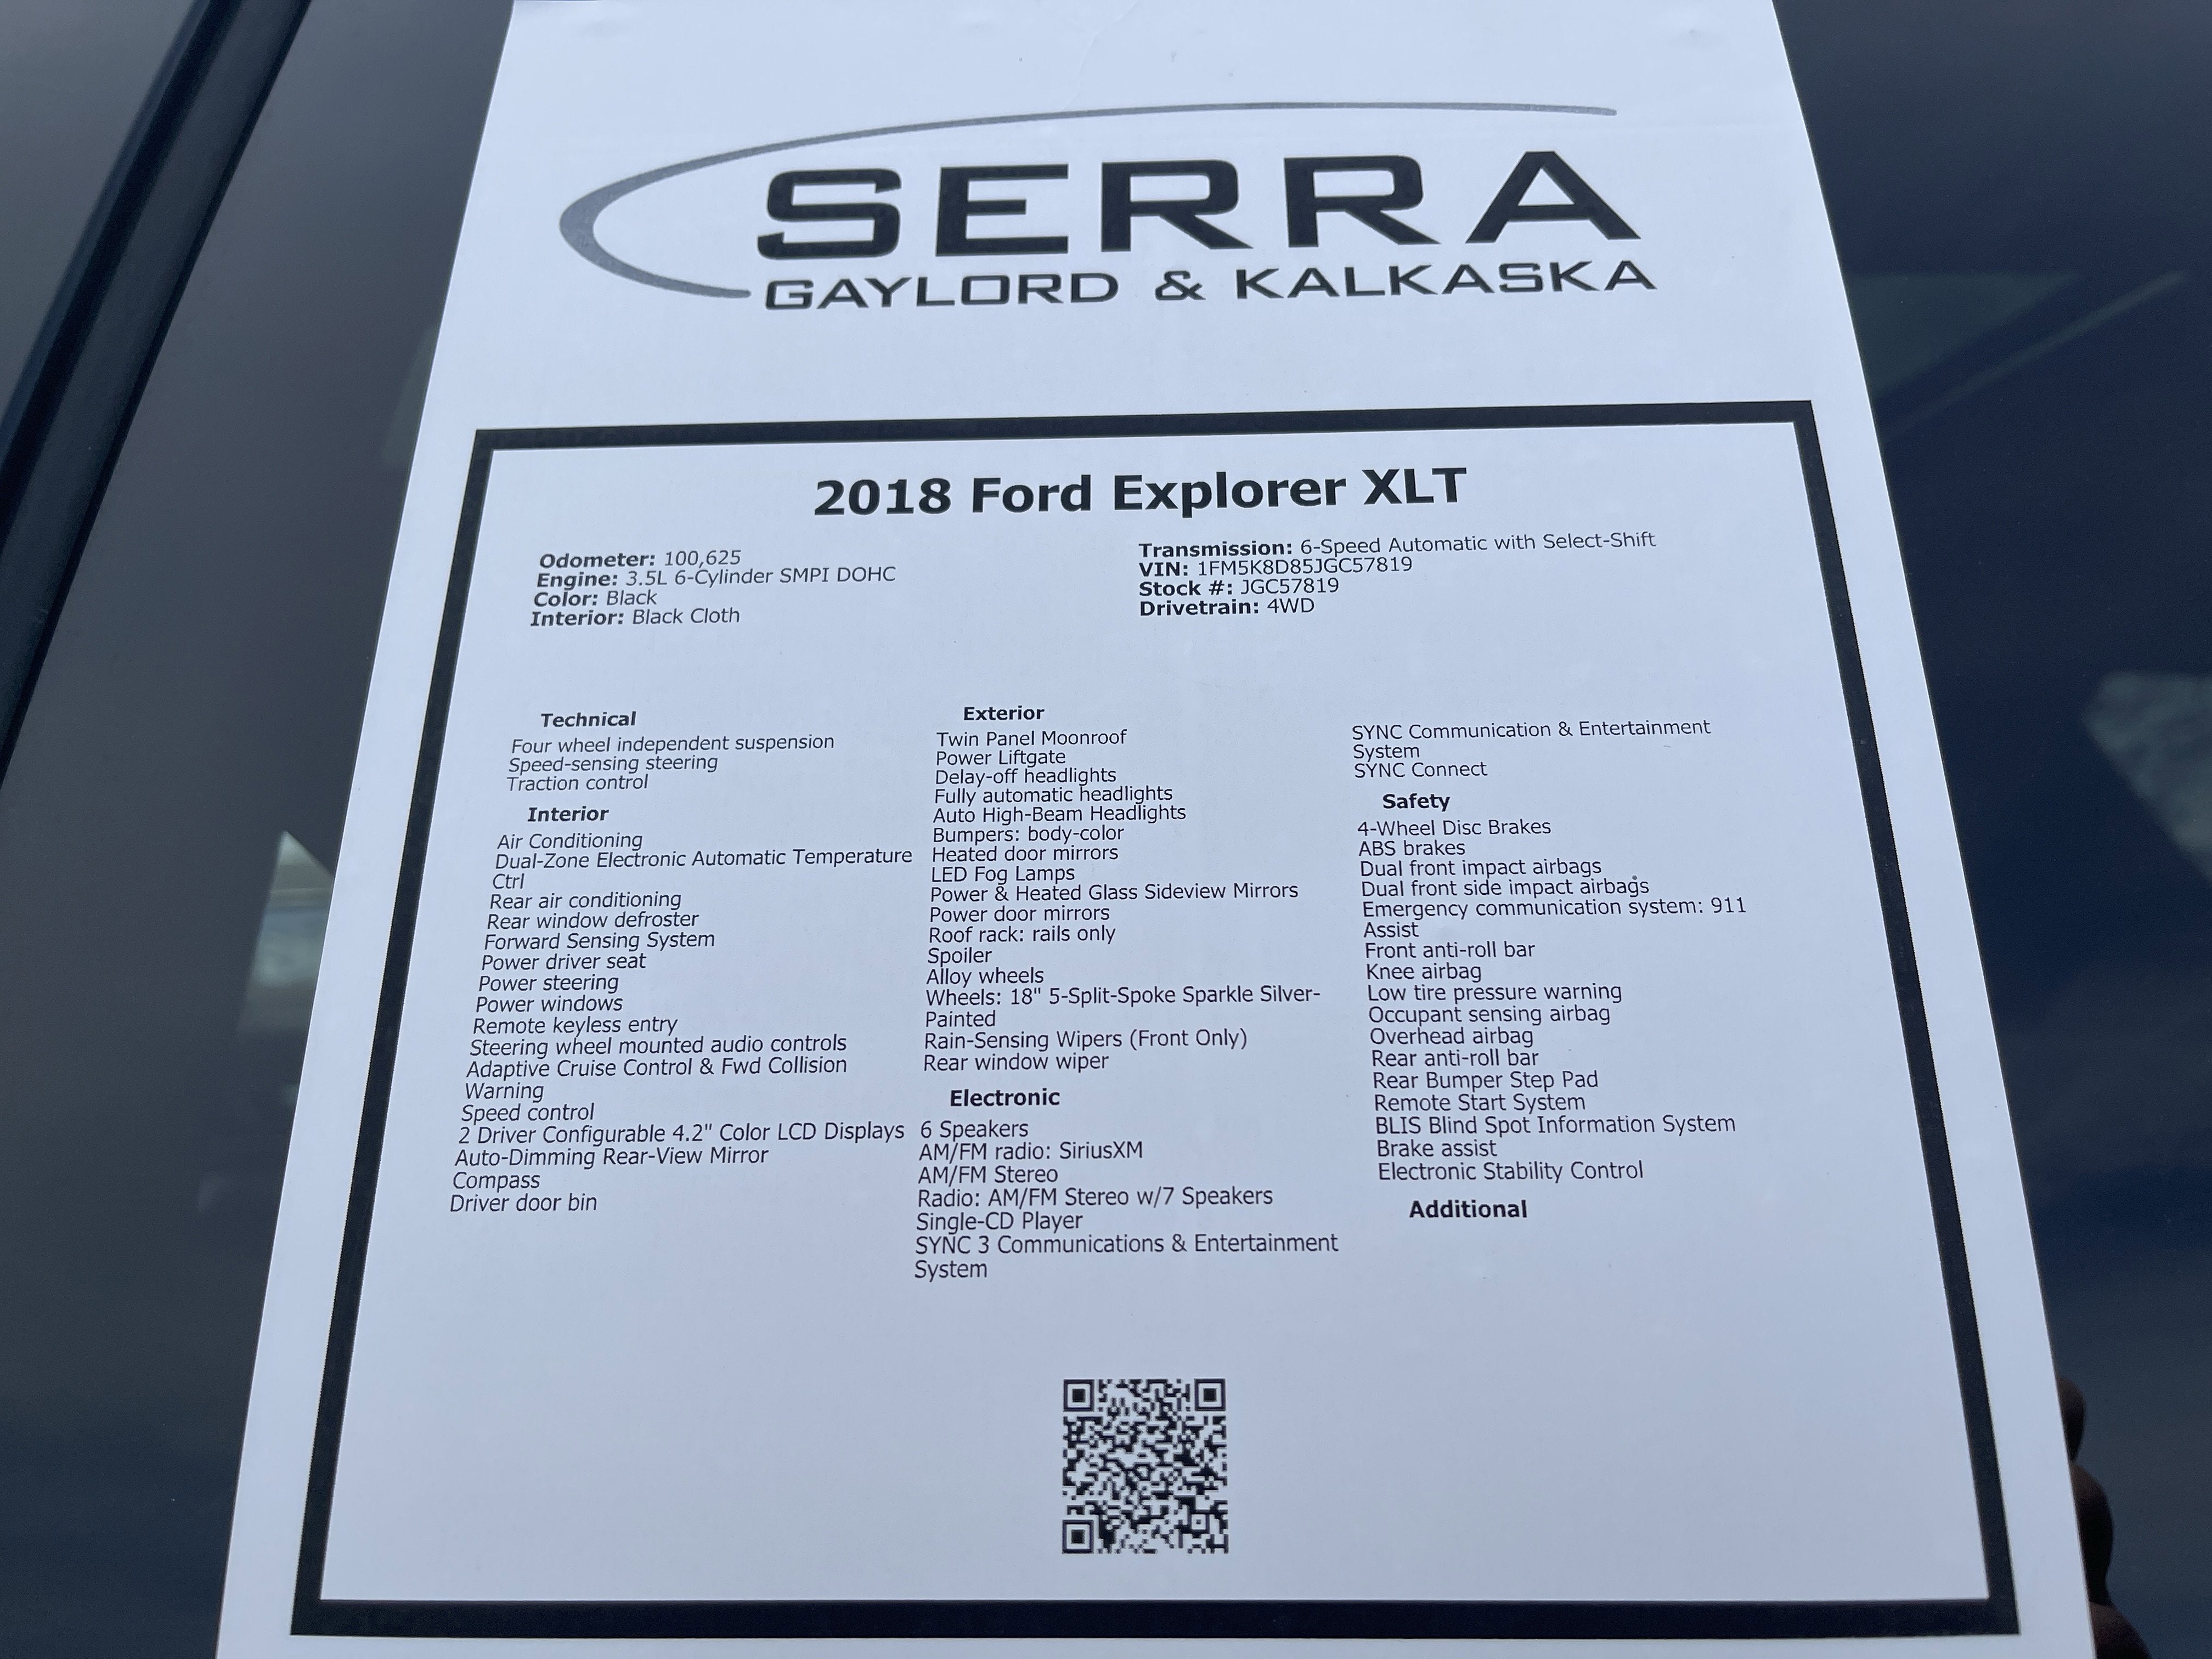 SERRA
GAYLORD & KALKASKA
2018 Ford Explorer XLT
Odometer: 100,625
Engine: 3.5L 6-Cylinder SMPI DOHC
Color: Black
Interior: Black Cloth
Transmission: 6-Speed Automatic with Select-Shift
VIN: 1FM5K8D85JGC57819
Stock #: JGC57819
Drivetrain: 4WD
Technical
Four wheel independent suspension
Speed-sensing steering
Traction control
Interior
Air Conditioning
Dual-Zone Electronic Automatic Temperature
Ctrl
Rear air conditioning
Rear window defroster
Forward Sensing System
Power driver seat
Power steering
Power windows
Remote keyless entry
Steering wheel mounted audio controls
Adaptive Cruise Control & Fwd Collision
Warning
Speed control
2 Driver Configurable 4.2" Color LCD Displays
Auto-Dimming Rear-View Mirror
Compass
Driver door bin
Exterior
Twin Panel Moonroof
Power Liftgate
Delay-off headlights
Fully automatic headlights
Auto High-Beam Headlights
Bumpers: body-color
Heated door mirrors
LED Fog Lamps
Power & Heated Glass Sideview Mirrors
Power door mirrors
Roof rack: rails only
Spoiler
Alloy wheels
Wheels: 18" 5-Split-Spoke Sparkle Silver-
Painted
Rain-Sensing Wipers (Front Only)
Rear window wiper
Electronic
6 Speakers
AM/FM radio: SiriusXM
AM/FM Stereo
Radio: AM/FM Stereo w/7 Speakers
Single-CD Player
SYNC 3 Communications & Entertainment
System
SYNC Communication & Entertainment
System
SYNC Connect
Safety
4-Wheel Disc Brakes
ABS brakes
Dual front impact airbags
Dual front side impact airbags
Emergency communication system: 911
Assist
Front anti-roll bar
Knee airbag
Low tire pressure warning
Occupant sensing airbag
Overhead airbag
Rear anti-roll bar
Rear Bumper Step Pad
Remote Start System
BLIS Blind Spot Information System
Brake assist
Electronic Stability Control
Additional